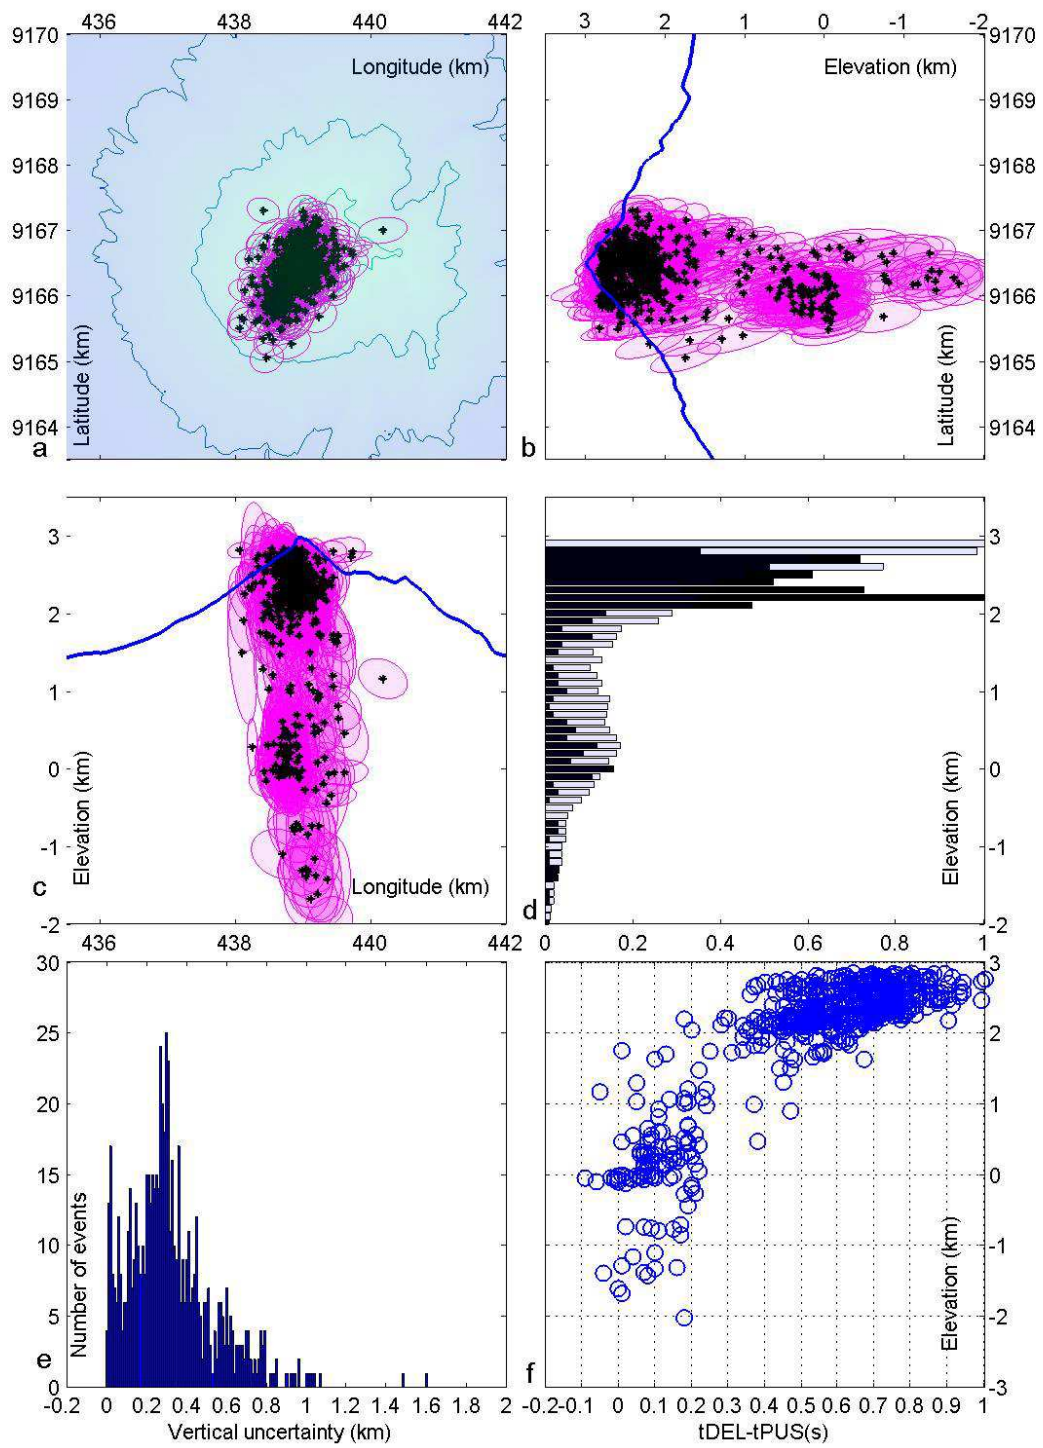 436 438 440 442
3 2 1 0 -1 -2
9170 Longitude (km) Elevation (km) 9170
9169 9169
9168 9168
9167 9167
9166 9166
9165 9165
9164 9164
Latitude (km) Latitude (km)
a b
3
2
1
0
-1
-2
Elevation (km)
Longitude (km)
c
436 438 440 442
3
2
1
0
-1
-2
Elevation (km)
d
0 0.2 0.4 0.6 0.8 1
30
25
20
15
10
5
0
Number of events
e
-0.2 0 0.2 0.4 0.6 0.8 1 1.2 1.4 1.6 1.8 2
Vertical uncertainty (km)
3
2
1
0
-1
-2
-3
Elevation (km)
f
-0.2 -0.1 0 0.1 0.2 0.3 0.4 0.5 0.6 0.7 0.8 0.9 1
tDEL-tPUS(s)